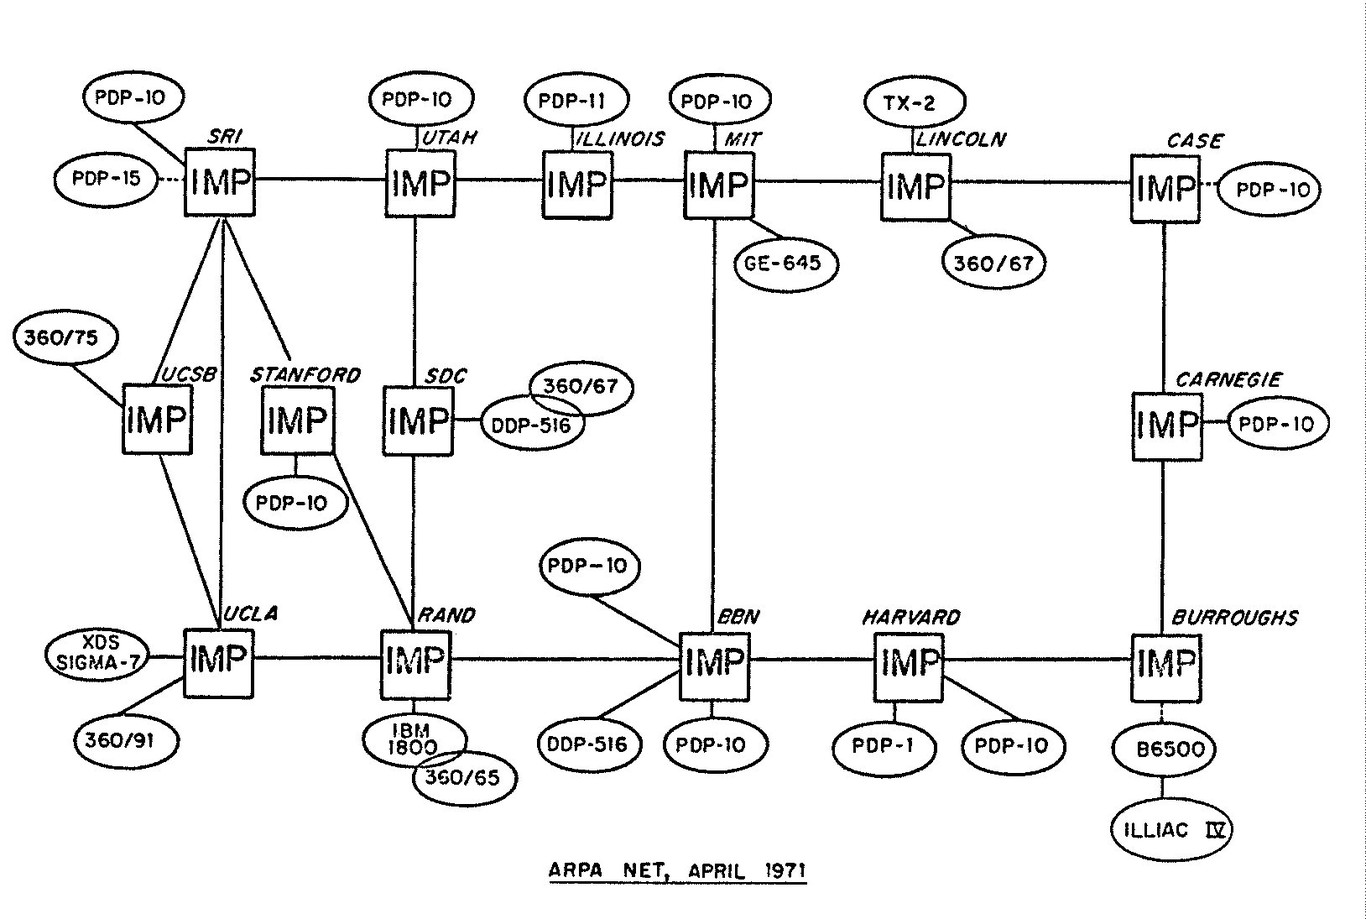 PDP-10
PDP-10
PDP-11
PDP-10
TX-2
SRI
UTAH
ILLINOIS
MIT
LINCOLN
CASE
PDP-15
IMP
IMP
IMP
IMP
IMP
IMP
PDP-10
GE-645
360/67
360/75
UCSB
STANFORD
SDC
360/67
CARNEGIE
IMP
IMP
IMP
DDP-516
IMP
PDP-10
PDP-10
PDP-10
UCLA
RAND
BBN
HARVARD
BURROUGHS
XDS
SIGMA-7
IMP
IMP
IMP
IMP
IMP
360/91
IBM
1800
360/65
DDP-516
PDP-10
PDP-1
PDP-10
B6500
ILLIAC IV
ARPA NET, APRIL 1971